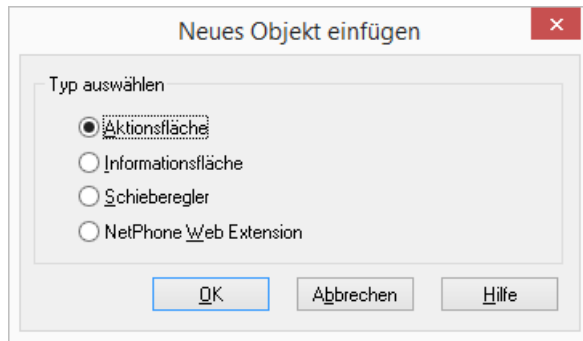 Neues Objekt einfügen
Typ auswählen
Aktionsfläche
Informationsfläche
Schieberegler
NetPhone Web Extension
OK Abbrechen Hilfe